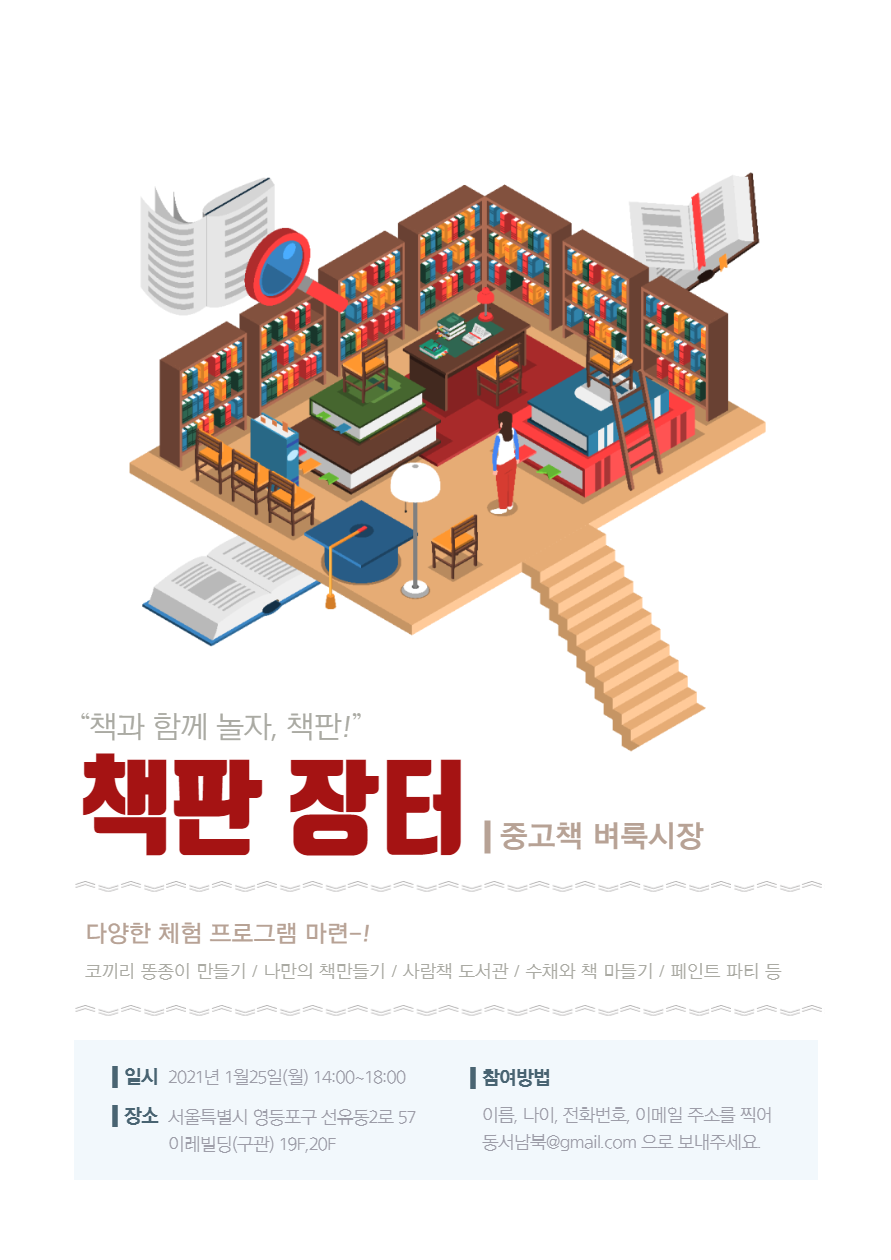 “책과 함께 놀자, 책판!”
책판 장터
중고책 벼룩시장
다양한 체험 프로그램 마련-!
코끼리 똥종이 만들기 / 나만의 책만들기 / 사람책 도서관 / 수채와 책 마들기 / 페인트 파티 등
일시 2021년 1월25일(월) 14:00~18:00
장소 서울특별시 영등포구 선유동2로 57
이레빌딩(구관) 19F,20F
참여방법
이름, 나이, 전화번호, 이메일 주소를 찍어
동서남북@gmail.com 으로 보내주세요.